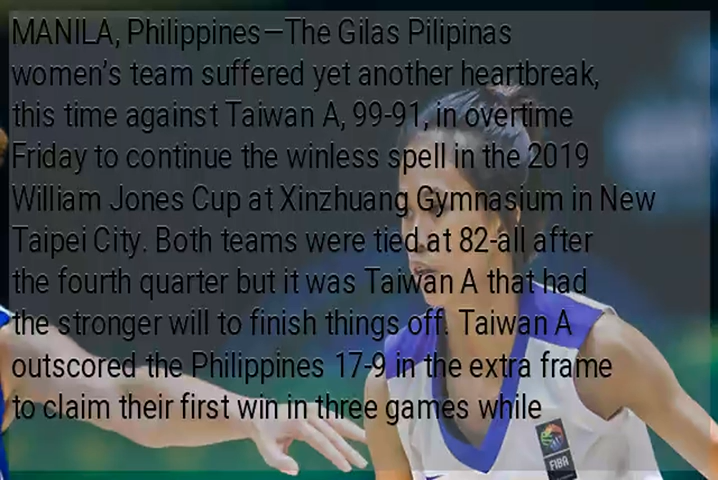 MANILA, Philippines—The Gilas Pilipinas
women's team suffered yet another heartbreak,
this time against Taiwan A, 99-91, in overtime
Friday to continue the winless spell in the 2019
William Jones Cup at Xinzhuang Gymnasium in New
Taipei City. Both teams were tied at 82-all after
the fourth quarter but it was Taiwan A that had
the stronger will to finish things off. Taiwan A
outscored the Philippines 17-9 in the extra frame
to claim their first win in three games while
FIBA